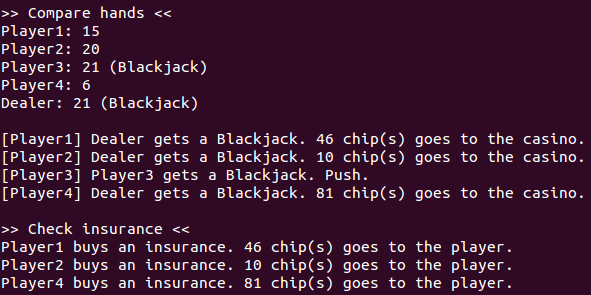 >> Compare hands <<
Player1: 15
Player2: 20
Player3: 21 (Blackjack)
Player4: 6
Dealer: 21 (Blackjack)
[Player1] Dealer gets a Blackjack. 46 chip(s) goes to the casino.
[Player2] Dealer gets a Blackjack. 10 chip(s) goes to the casino.
[Player3] Player3 gets a Blackjack. Push.
[Player4] Dealer gets a Blackjack. 81 chip(s) goes to the casino.
>> Check insurance <<
Player1 buys an insurance. 46 chip(s) goes to the player.
Player2 buys an insurance. 10 chip(s) goes to the player.
Player4 buys an insurance. 81 chip(s) goes to the player.